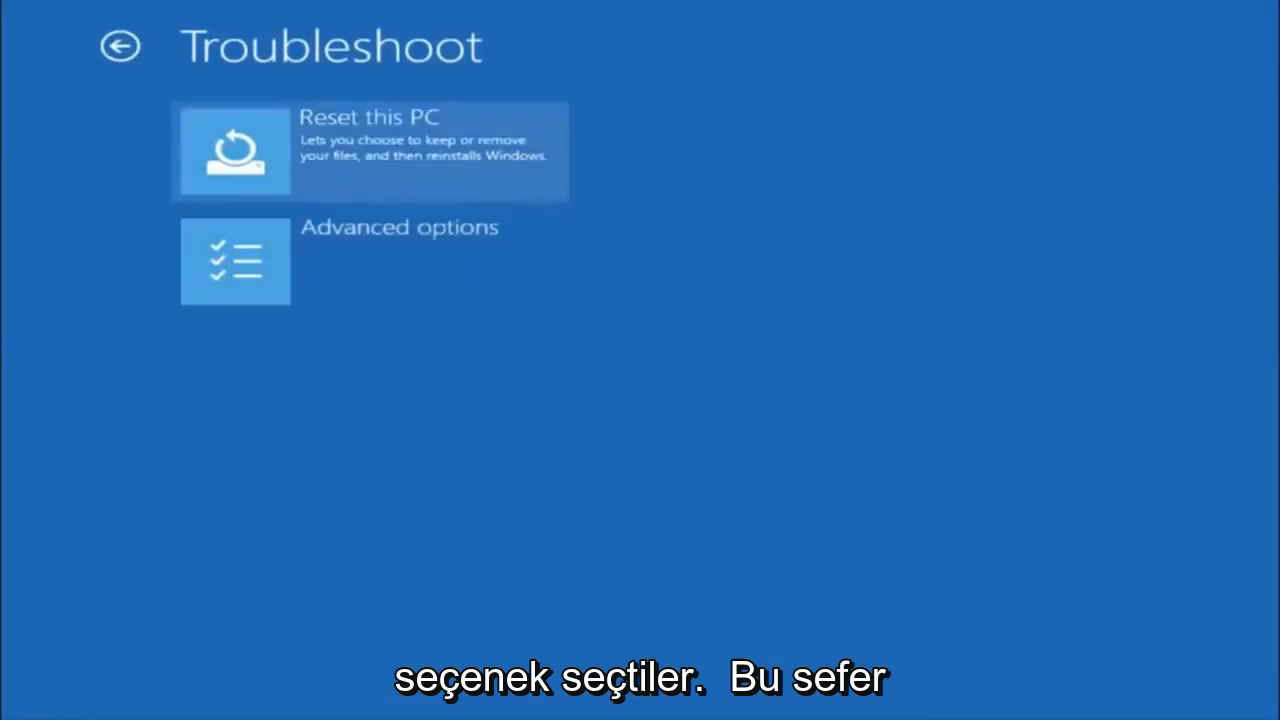 Troubleshoot
Reset this PC
Lets you choose to keep or remove
your files, and then reinstalls Windows.
Advanced options
seçenek seçtiler.  Bu sefer